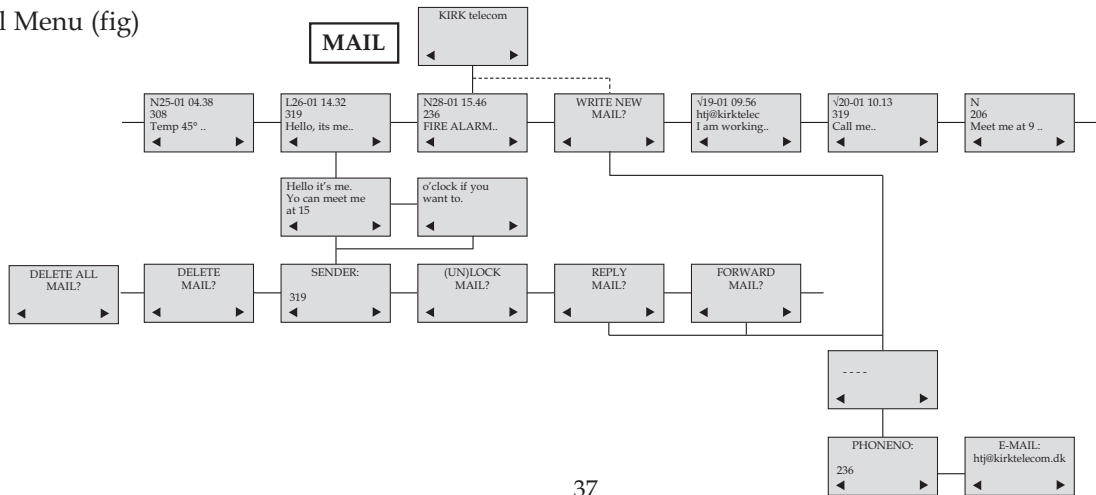 l Menu (fig)
MAIL
KIRK telecom
N25-01 04.38
308
Temp 45° ..
L26-01 14.32
319
Hello, its me..
N28-01 15.46
236
FIRE ALARM..
WRITE NEW
MAIL?
√19-01 09.56
htj@kirktelec
I am working..
√20-01 10.13
319
Call me..
N
206
Meet me at 9 ..
Hello it's me.
Yo can meet me
at 15
o'clock if you
want to.
DELETE ALL
MAIL?
DELETE
MAIL?
SENDER:
319
(UN)LOCK
MAIL?
REPLY
MAIL?
FORWARD
MAIL?
- - - -
PHONENO:
236
E-MAIL:
htj@kirktelecom.dk
37